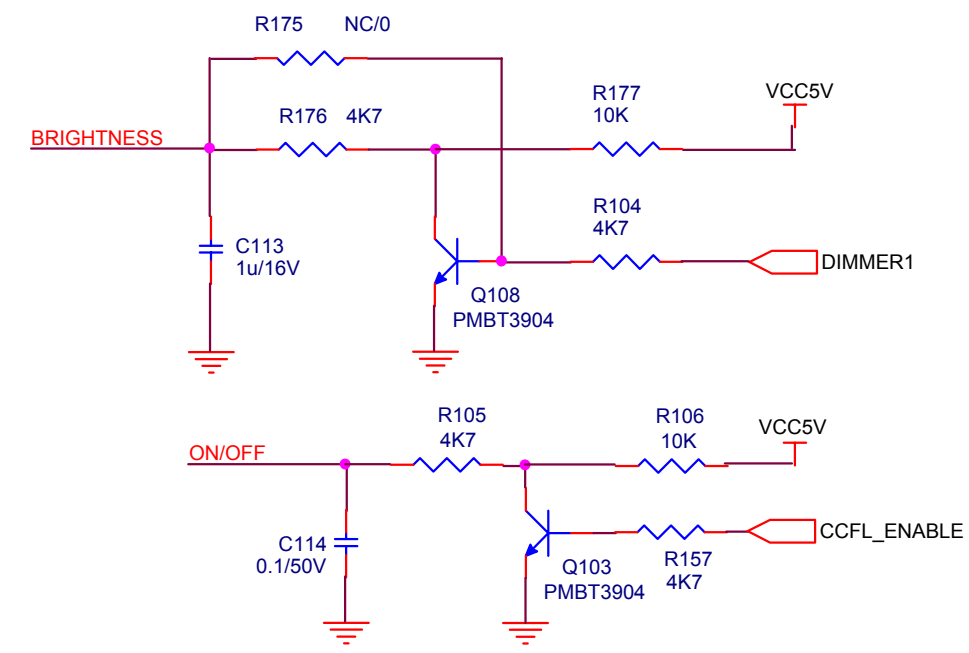 R175 NC/0
R176 4K7
R177
10K
VCC5V
BRIGHTNESS
R104
4K7
C113
1u/16V
DIMMER1
Q108
PMBT3904
R105
4K7
R106
10K
VCC5V
ON/OFF
C114
0.1/50V
CCFL_ENABLE
R157
4K7
Q103
PMBT3904